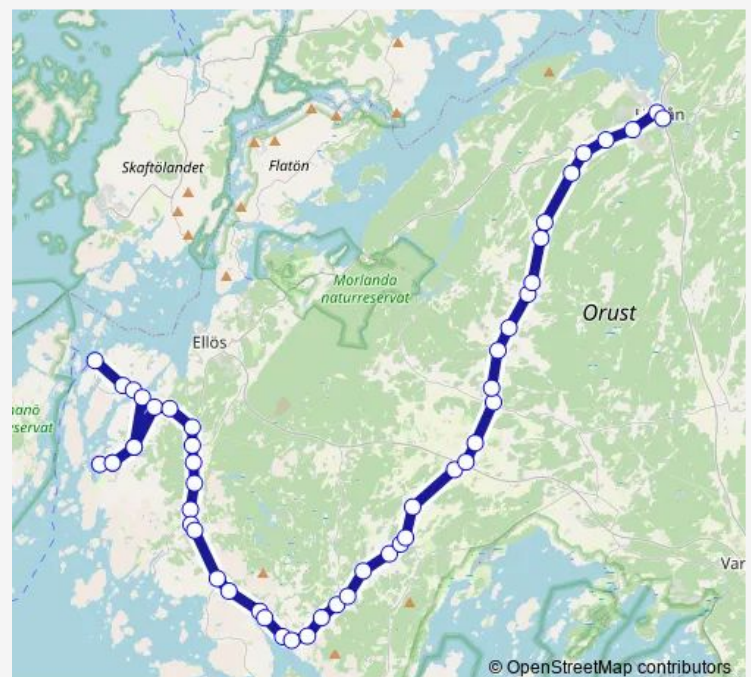 Skaftölandet
Flatön
Morlanda
naturreservat
Orust
Ellös
Var
© OpenStreetMap contributors